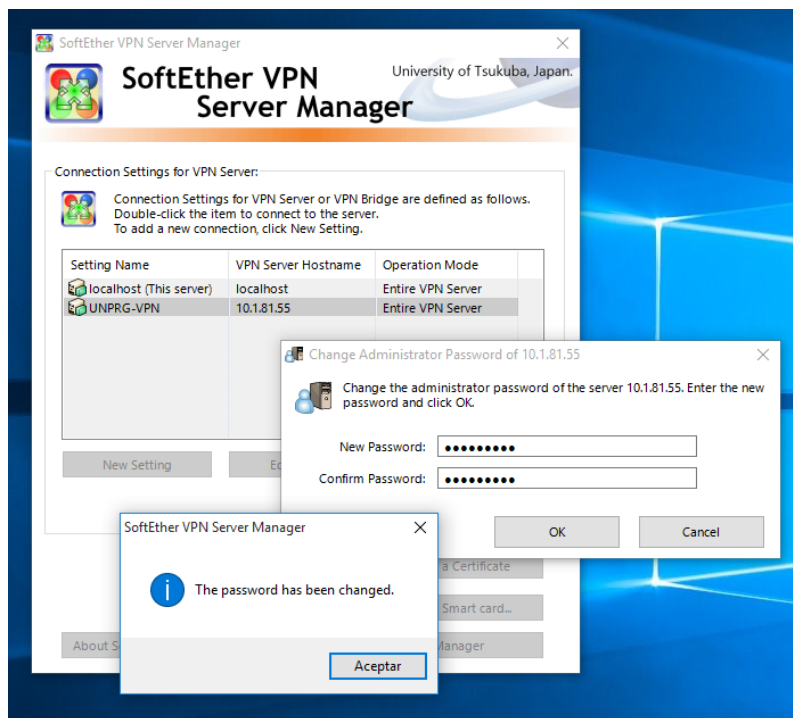 SoftEther VPN Server Manager
SoftEther VPN
Server Manager
University of Tsukuba, Japan.
Connection Settings for VPN Server:
Connection Settings for VPN Server or VPN Bridge are defined as follows.
Double-click the item to connect to the server.
To add a new connection, click New Setting.
Setting Name VPN Server Hostname Operation Mode
localhost (This server) localhost Entire VPN Server
UNPRG-VPN 10.1.81.55 Entire VPN Server
Change Administrator Password of 10.1.81.55
Change the administrator password of the server 10.1.81.55. Enter the new
password and click OK.
New Password: ●●●●●●●●●
Confirm Password: ●●●●●●●●●
OK Cancel
New Setting
SoftEther VPN Server Manager
The password has been changed.
Aceptar
a Certificate
Smart card...
About
Manager